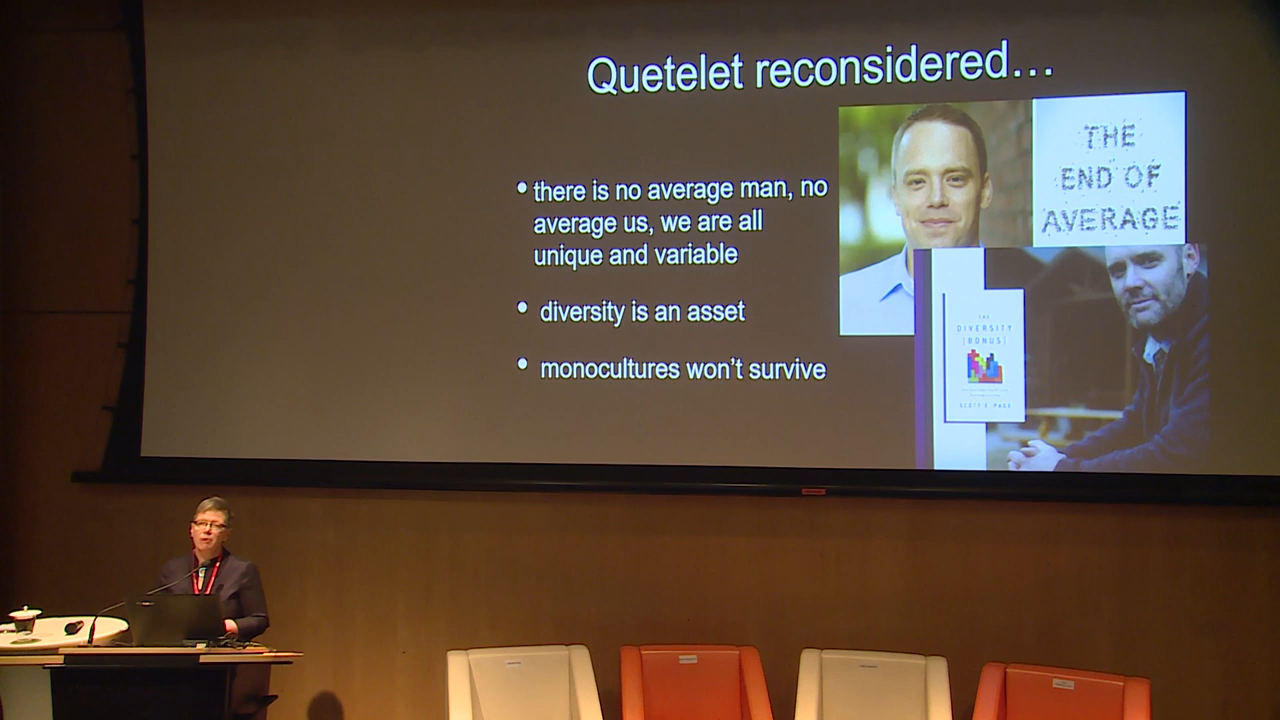 Quetelet reconsidered...
• there is no average man, no
average us, we are all
unique and variable
• diversity is an asset
• monocultures won't survive
THE
END OF
AVERAGE
THE
DIVERSITY
[BONUS]
SCOTT E. PAGE